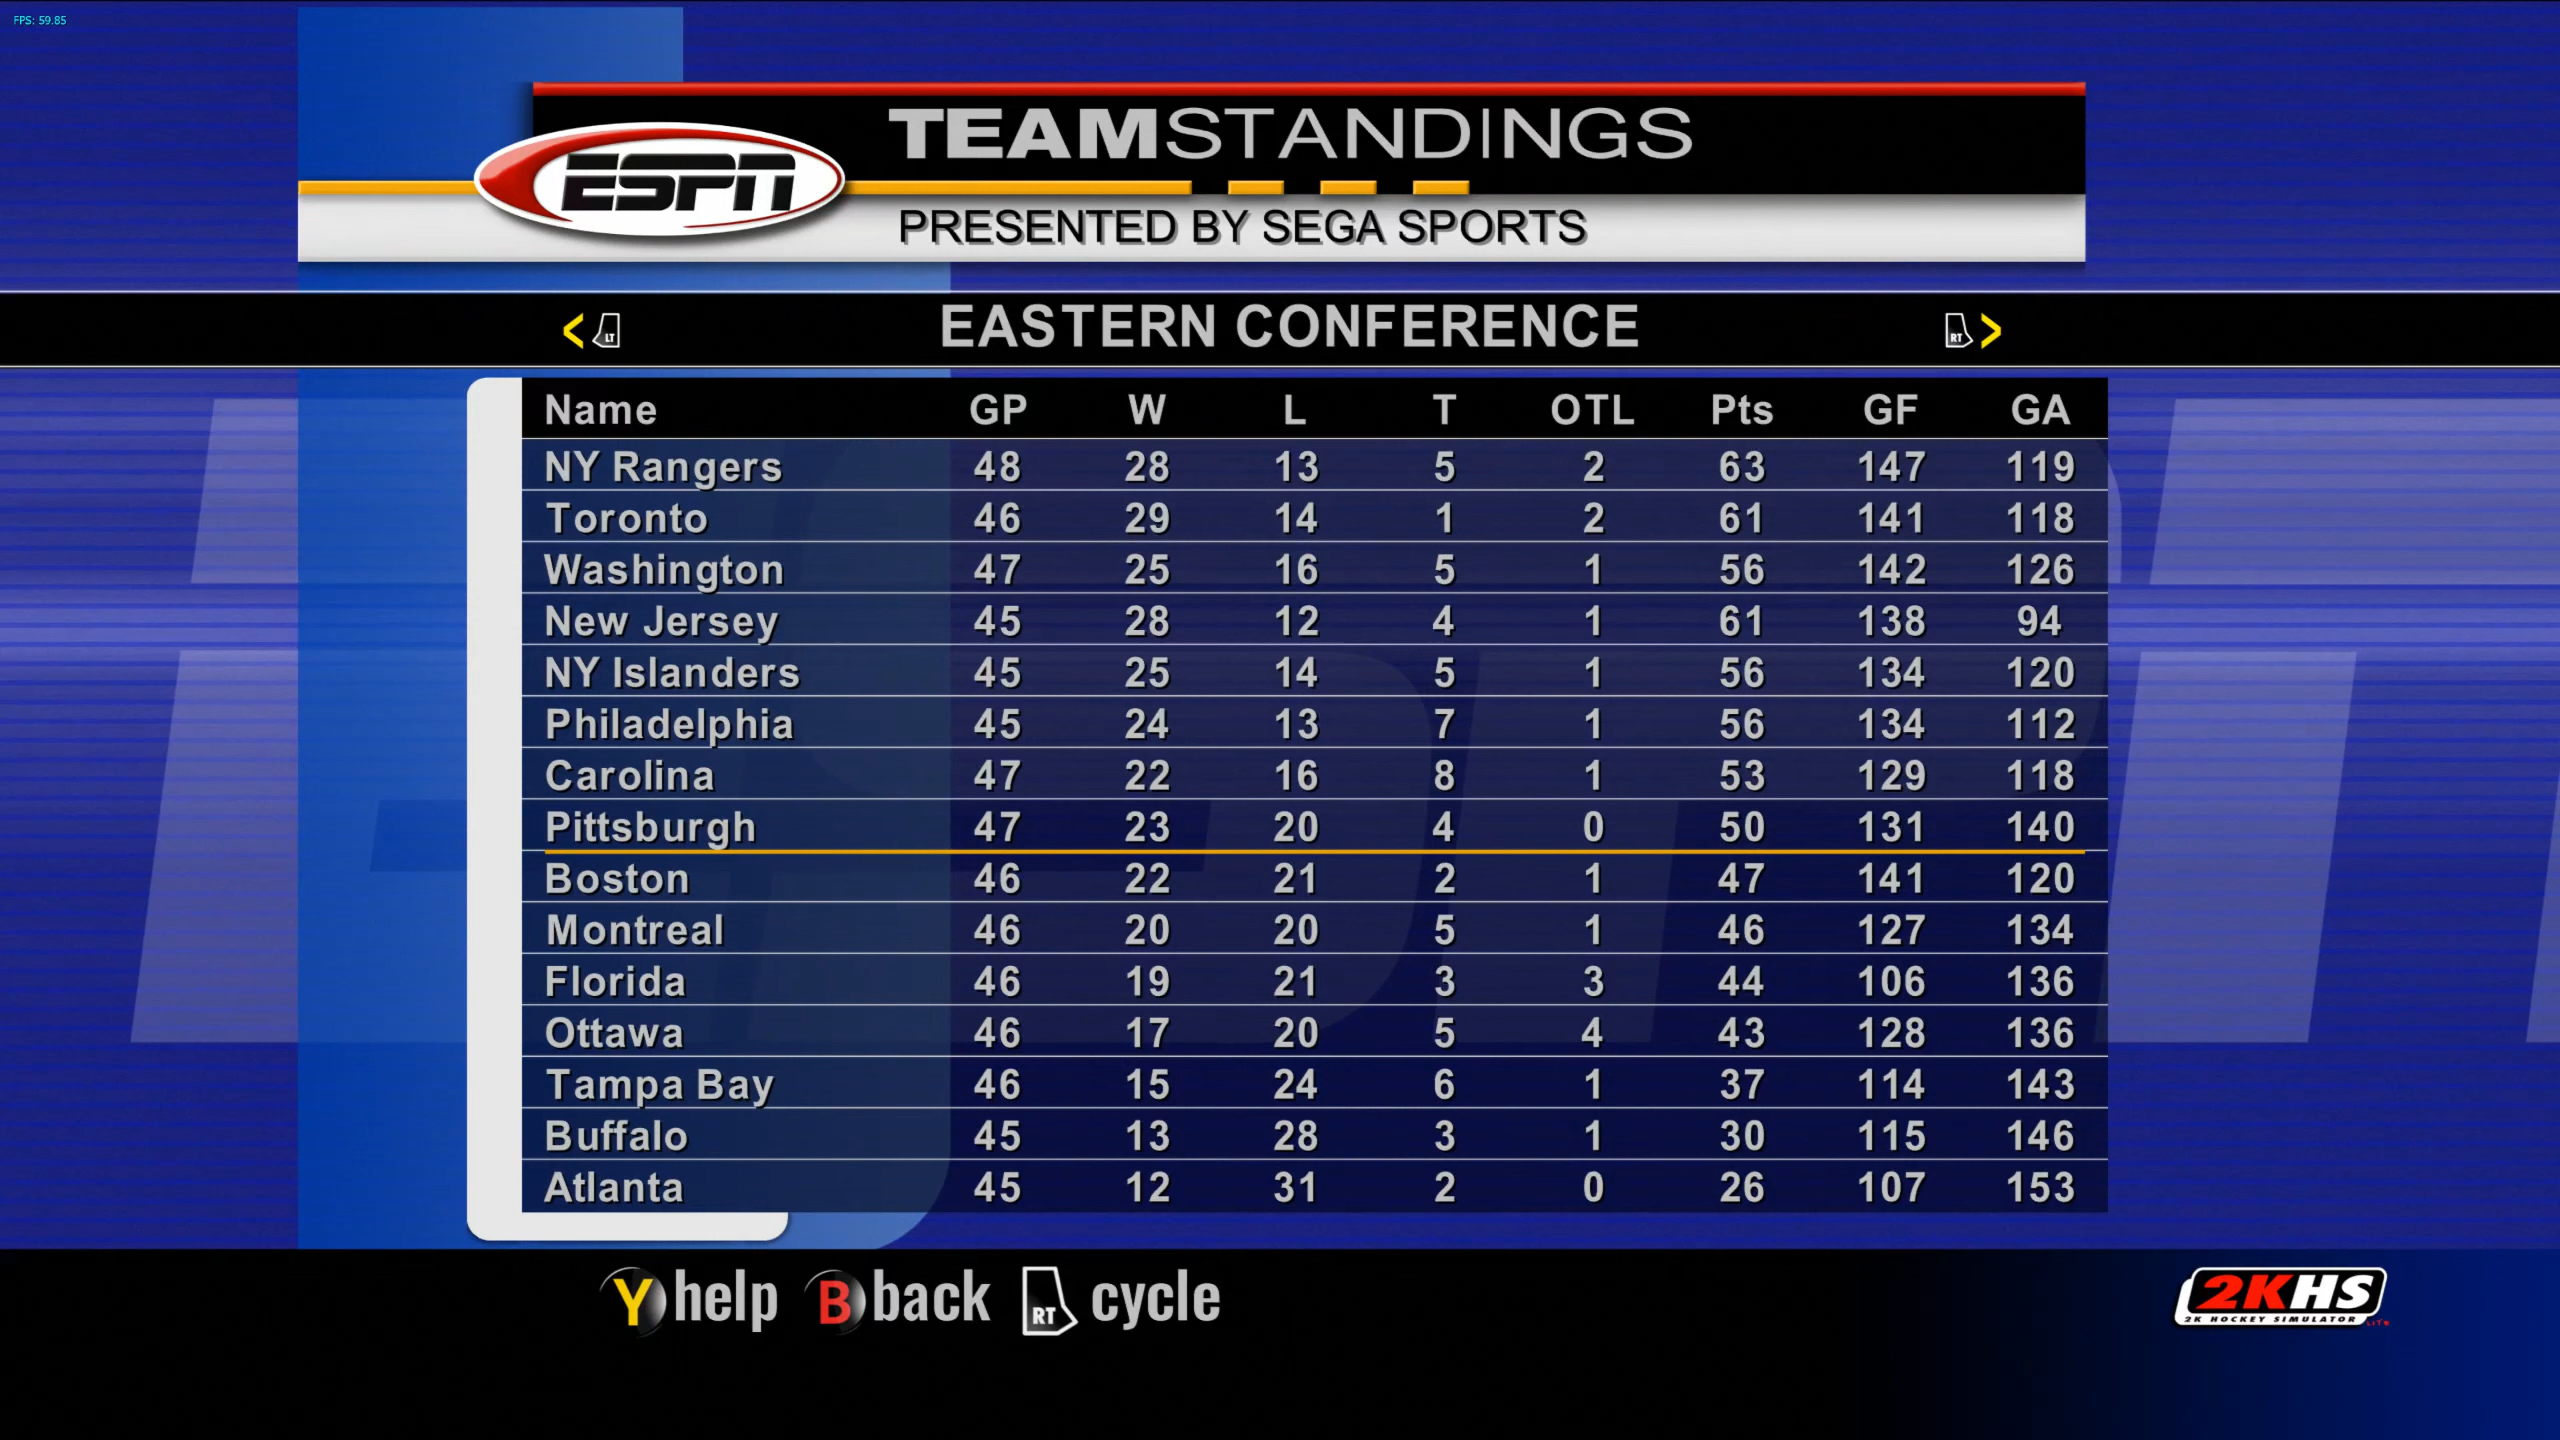 FPS: 59.85
TEAMSTANDINGS
ESPN
PRESENTED BY SEGA SPORTS
< LT EASTERN CONFERENCE RT >
Name GP W L T OTL Pts GF GA
NY Rangers 48 28 13 5 2 63 147 119
Toronto 46 29 14 1 2 61 141 118
Washington 47 25 16 5 1 56 142 126
New Jersey 45 28 12 4 1 61 138 94
NY Islanders 45 25 14 5 1 56 134 120
Philadelphia 45 24 13 7 1 56 134 112
Carolina 47 22 16 8 1 53 129 118
Pittsburgh 47 23 20 4 0 50 131 140
Boston 46 22 21 2 1 47 141 120
Montreal 46 20 20 5 1 46 127 134
Florida 46 19 21 3 3 44 106 136
Ottawa 46 17 20 5 4 43 128 136
Tampa Bay 46 15 24 6 1 37 114 143
Buffalo 45 13 28 3 1 30 115 146
Atlanta 45 12 31 2 0 26 107 153
Y help B back RT cycle
2KHS
2K HOCKEY SIMULATOR LITE